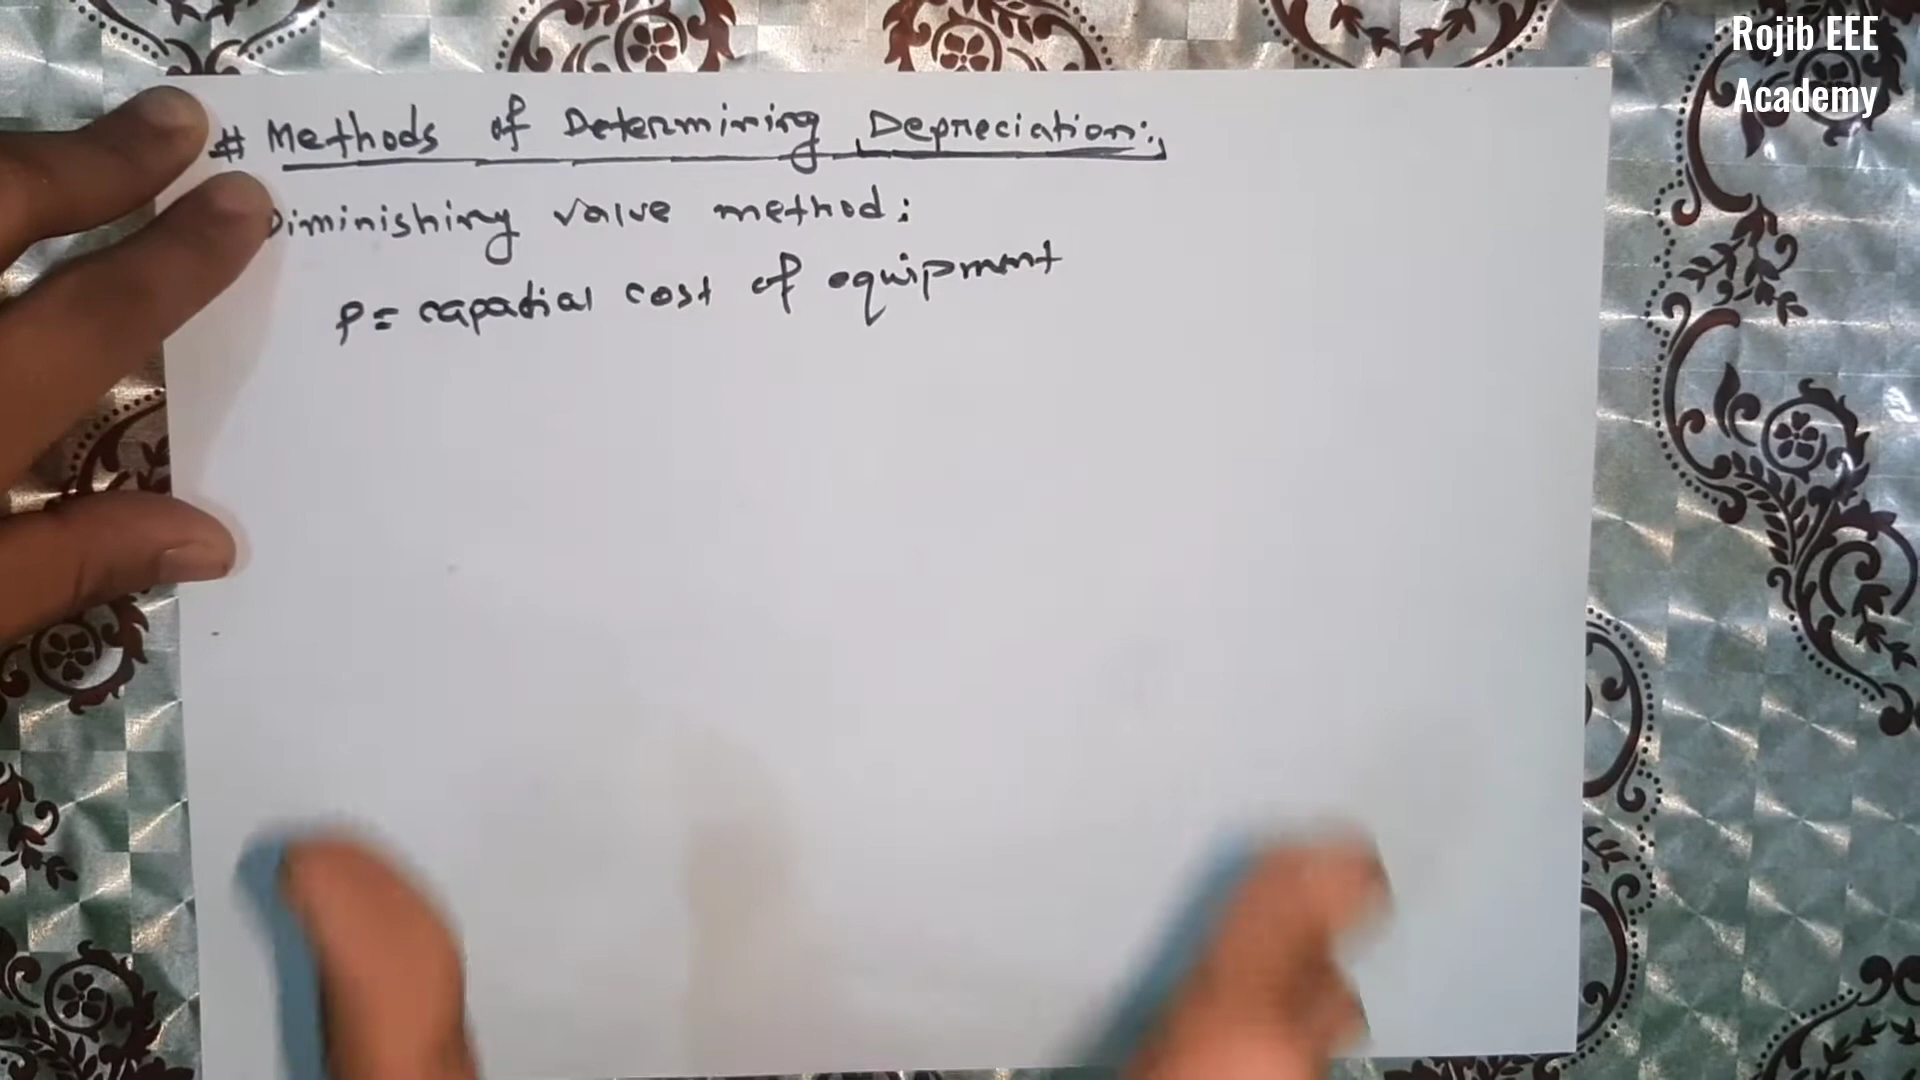 Rojib EEE
Academy
# Methods of Determining Depreciation:
Diminishing value method:
P = capatial cost of equipment